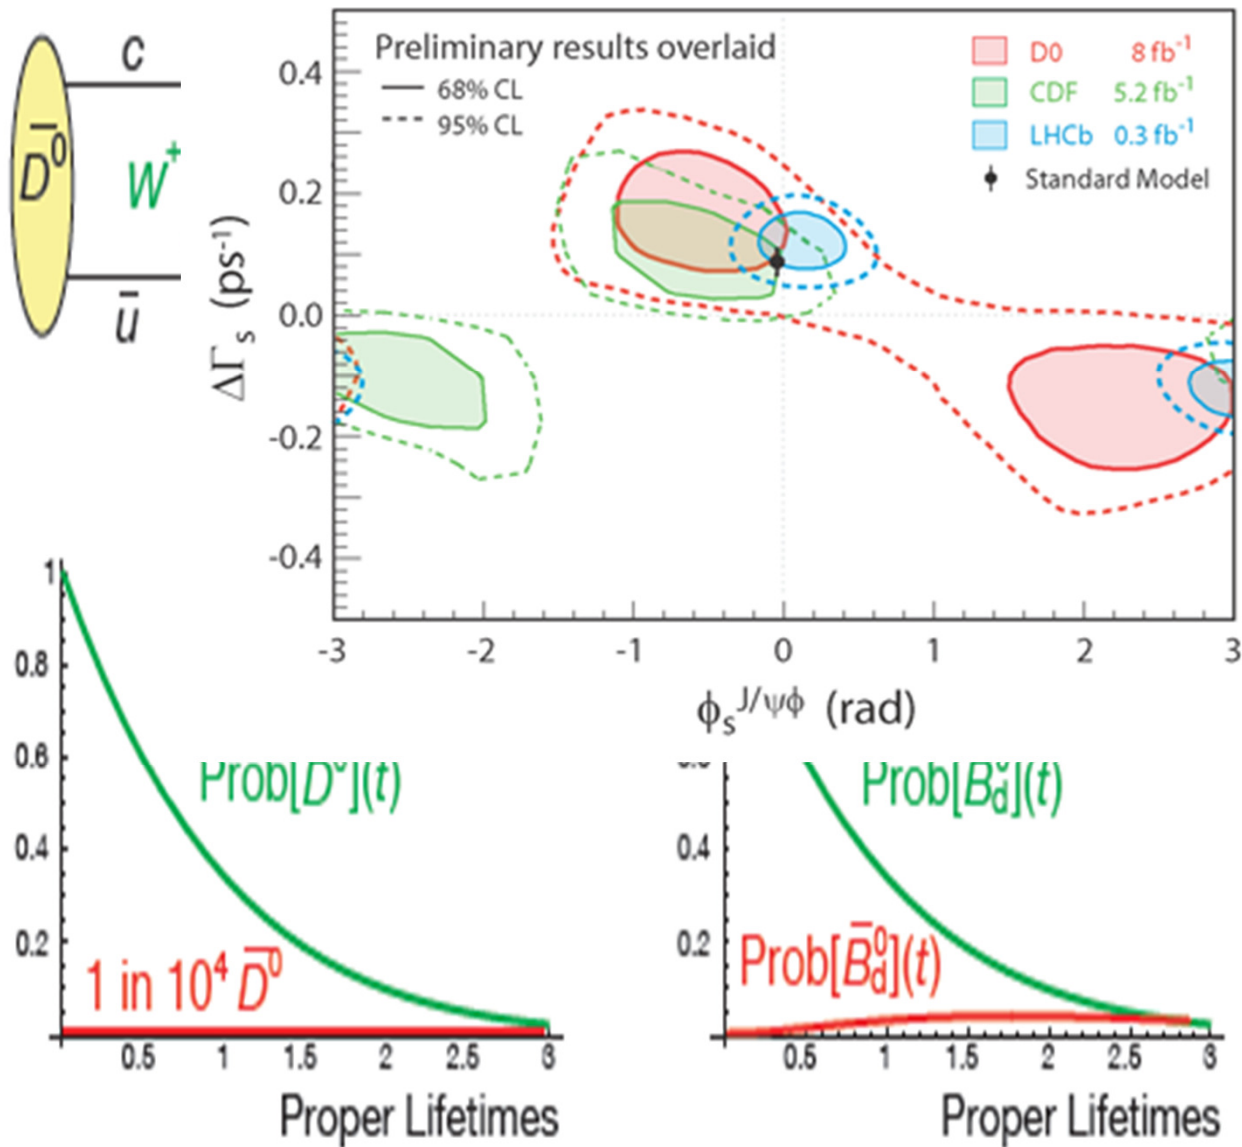 c
D̅⁰
W⁺
u̅
Preliminary results overlaid
68% CL
95% CL
D0 8 fb⁻¹
CDF 5.2 fb⁻¹
LHCb 0.3 fb⁻¹
Standard Model
ΔΓₛ (ps⁻¹)
0.4
0.2
0.0
-0.2
-0.4
-3 -2 -1 0 1 2 3
ϕₛ^J/ψϕ (rad)
1
0.8
0.6
0.4
0.2
Prob[D⁰](t)
1 in 10⁴ D̅⁰
0.5 1 1.5 2 2.5 3
Proper Lifetimes
0.4
0.2
Prob[B_d⁰](t)
Prob[B̅_d⁰](t)
0.5 1 1.5 2 2.5 3
Proper Lifetimes